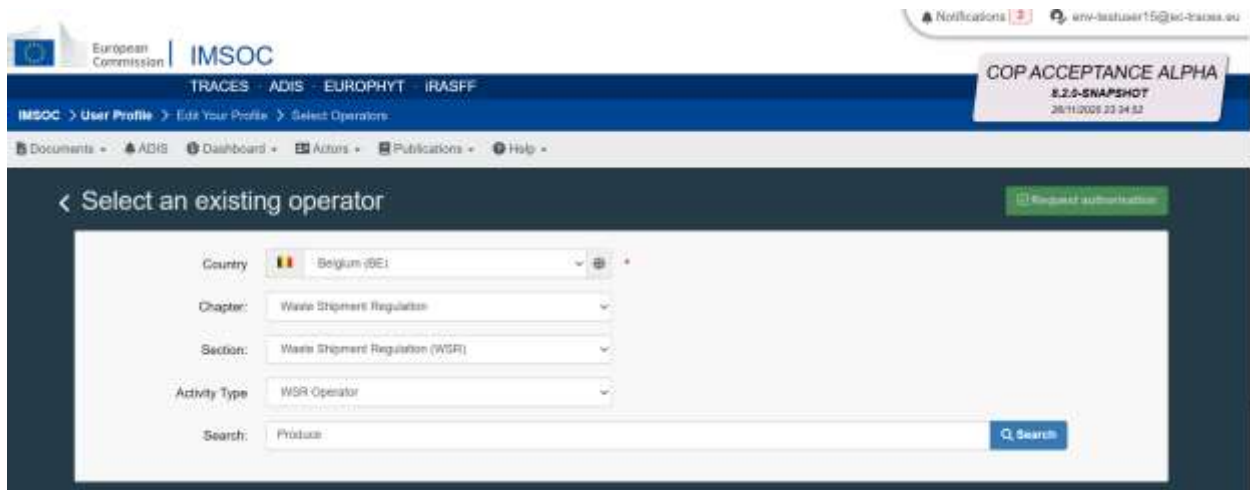 Notifications 3 env-testuser15@ec-traces.eu
European
Commission
IMSOC
TRACES ADIS EUROPHYT iRASFF
COP ACCEPTANCE ALPHA
8.2.0-SNAPSHOT
IMSOC > User Profile > Edit Your Profile > Select Operators
Documents ADIS Dashboard Actors Publications Help
Select an existing operator
Request authorisation
Country Belgium (BE) *
Chapter: Waste Shipment Regulation
Section: Waste Shipment Regulation (WSR)
Activity Type WSR Operator
Search: Produce Search